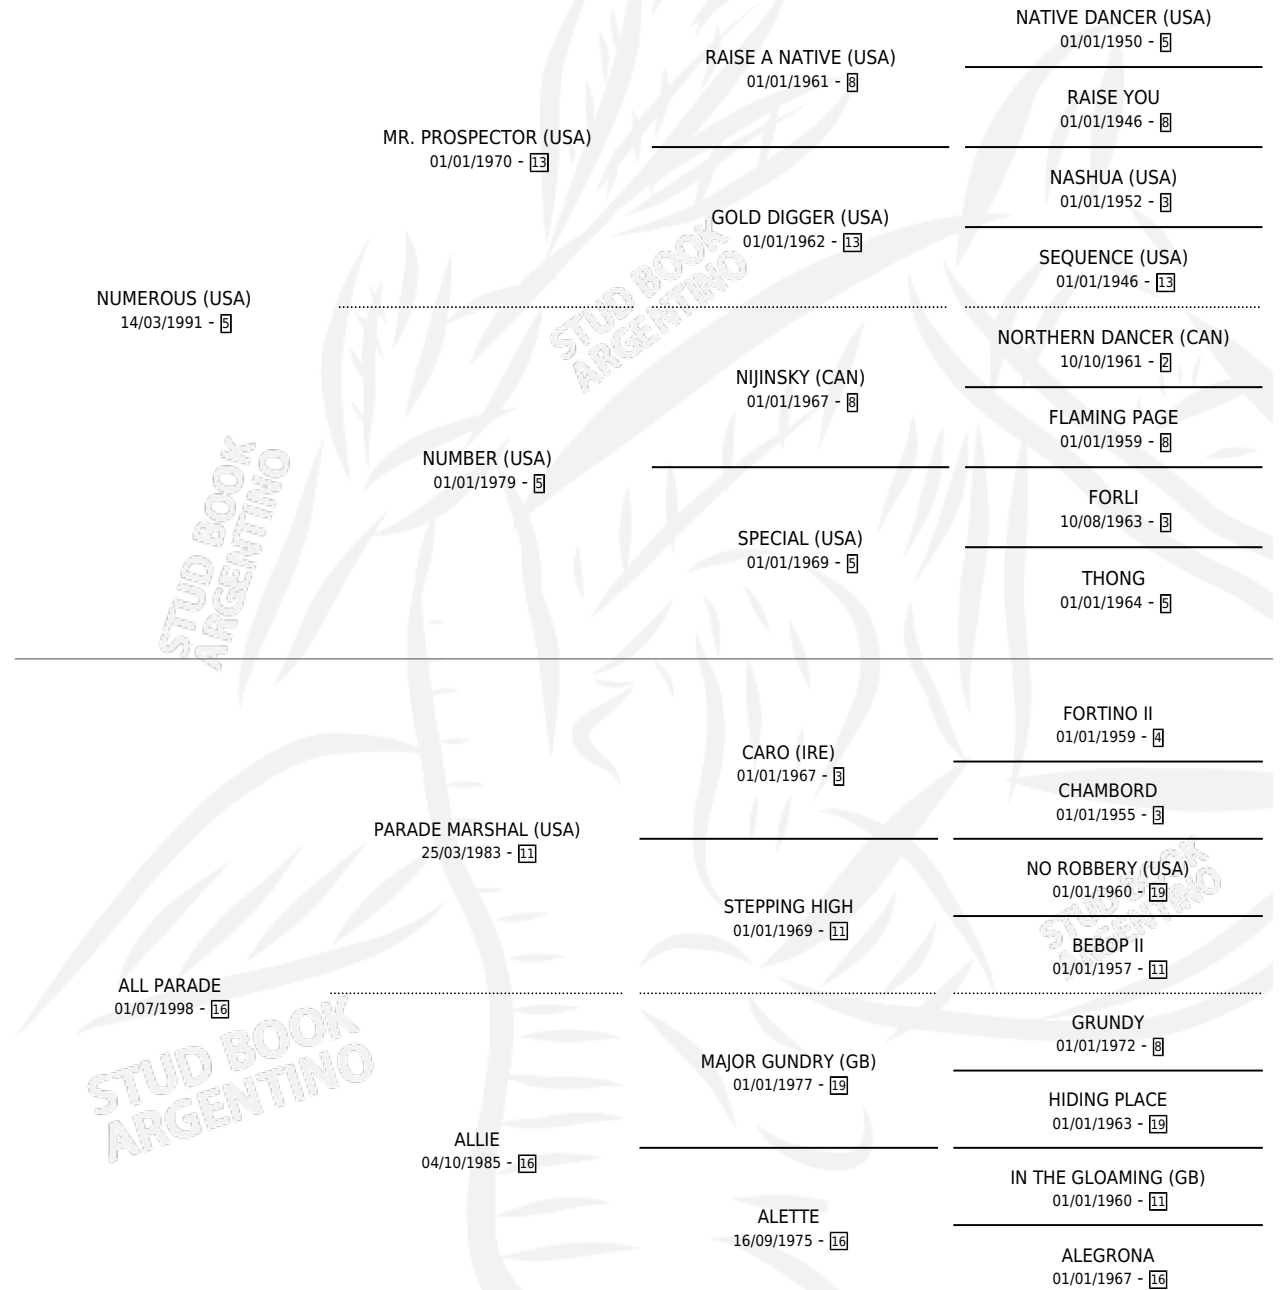 NATIVE DANCER (USA)
01/01/1950 - 5
RAISE A NATIVE (USA)
01/01/1961 - 8
RAISE YOU
01/01/1946 - 8
MR. PROSPECTOR (USA)
01/01/1970 - 13
NASHUA (USA)
01/01/1952 - 3
GOLD DIGGER (USA)
01/01/1962 - 13
SEQUENCE (USA)
01/01/1946 - 13
NUMEROUS (USA)
14/03/1991 - 5
STUD BOOK
ARGENTINO
NORTHERN DANCER (CAN)
10/10/1961 - 2
NIJINSKY (CAN)
01/01/1967 - 8
FLAMING PAGE
01/01/1959 - 8
NUMBER (USA)
01/01/1979 - 5
FORLI
10/08/1963 - 3
SPECIAL (USA)
01/01/1969 - 5
THONG
01/01/1964 - 5
STUD BOOK
ARGENTINO
FORTINO II
01/01/1959 - 4
CARO (IRE)
01/01/1967 - 3
CHAMBORD
01/01/1955 - 3
PARADE MARSHAL (USA)
25/03/1983 - 11
NO ROBBERY (USA)
01/01/1960 - 19
STEPPING HIGH
01/01/1969 - 11
BEBOP II
01/01/1957 - 11
STUD BOOK
ARGENTINO
ALL PARADE
01/07/1998 - 16
GRUNDY
01/01/1972 - 8
MAJOR GUNDRY (GB)
01/01/1977 - 19
HIDING PLACE
01/01/1963 - 19
STUD BOOK
ARGENTINO
ALLIE
04/10/1985 - 16
IN THE GLOAMING (GB)
01/01/1960 - 11
ALETTE
16/09/1975 - 16
ALEGRONA
01/01/1967 - 16